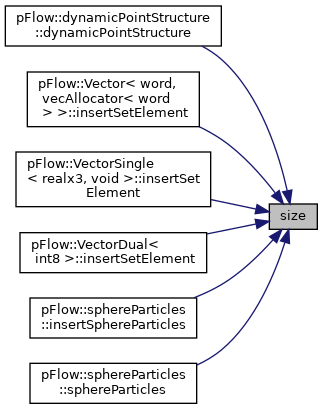 pFlow::dynamicPointStructure
::dynamicPointStructure
pFlow::Vector< word,
vecAllocator< word
> >::insertSetElement
pFlow::VectorSingle
< realx3, void >::insertSet
Element
size
pFlow::VectorDual<
int8 >::insertSetElement
pFlow::sphereParticles
::insertSphereParticles
pFlow::sphereParticles
::sphereParticles